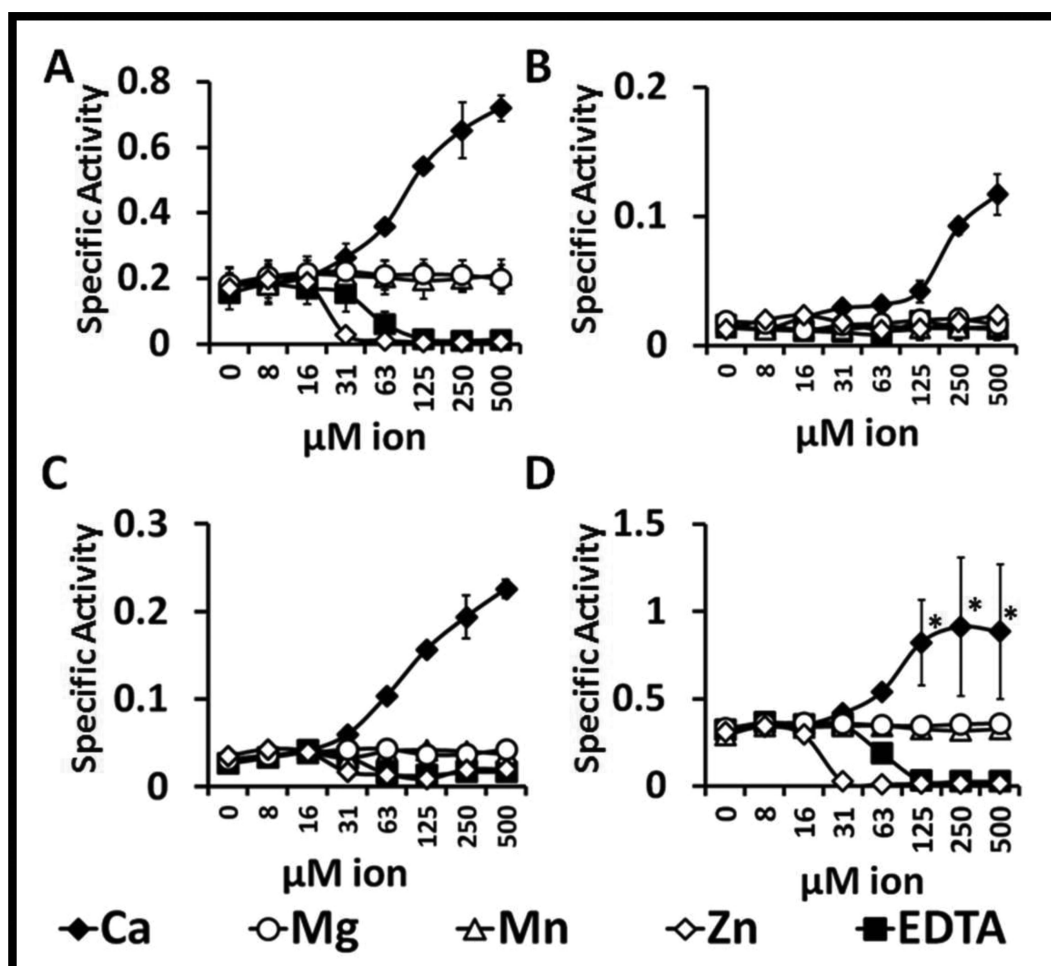 A
B
Specific Activity
0.8
0.6
0.4
0.2
0
0 8 16 31 63 125 250 500
μM ion
Specific Activity
0.2
0.1
0
0 8 16 31 63 125 250 500
μM ion
C
D
Specific Activity
0.3
0.2
0.1
0
0 8 16 31 63 125 250 500
μM ion
Specific Activity
1.5
1
0.5
0
* * *
0 8 16 31 63 125 250 500
μM ion
Ca Mg Mn Zn EDTA